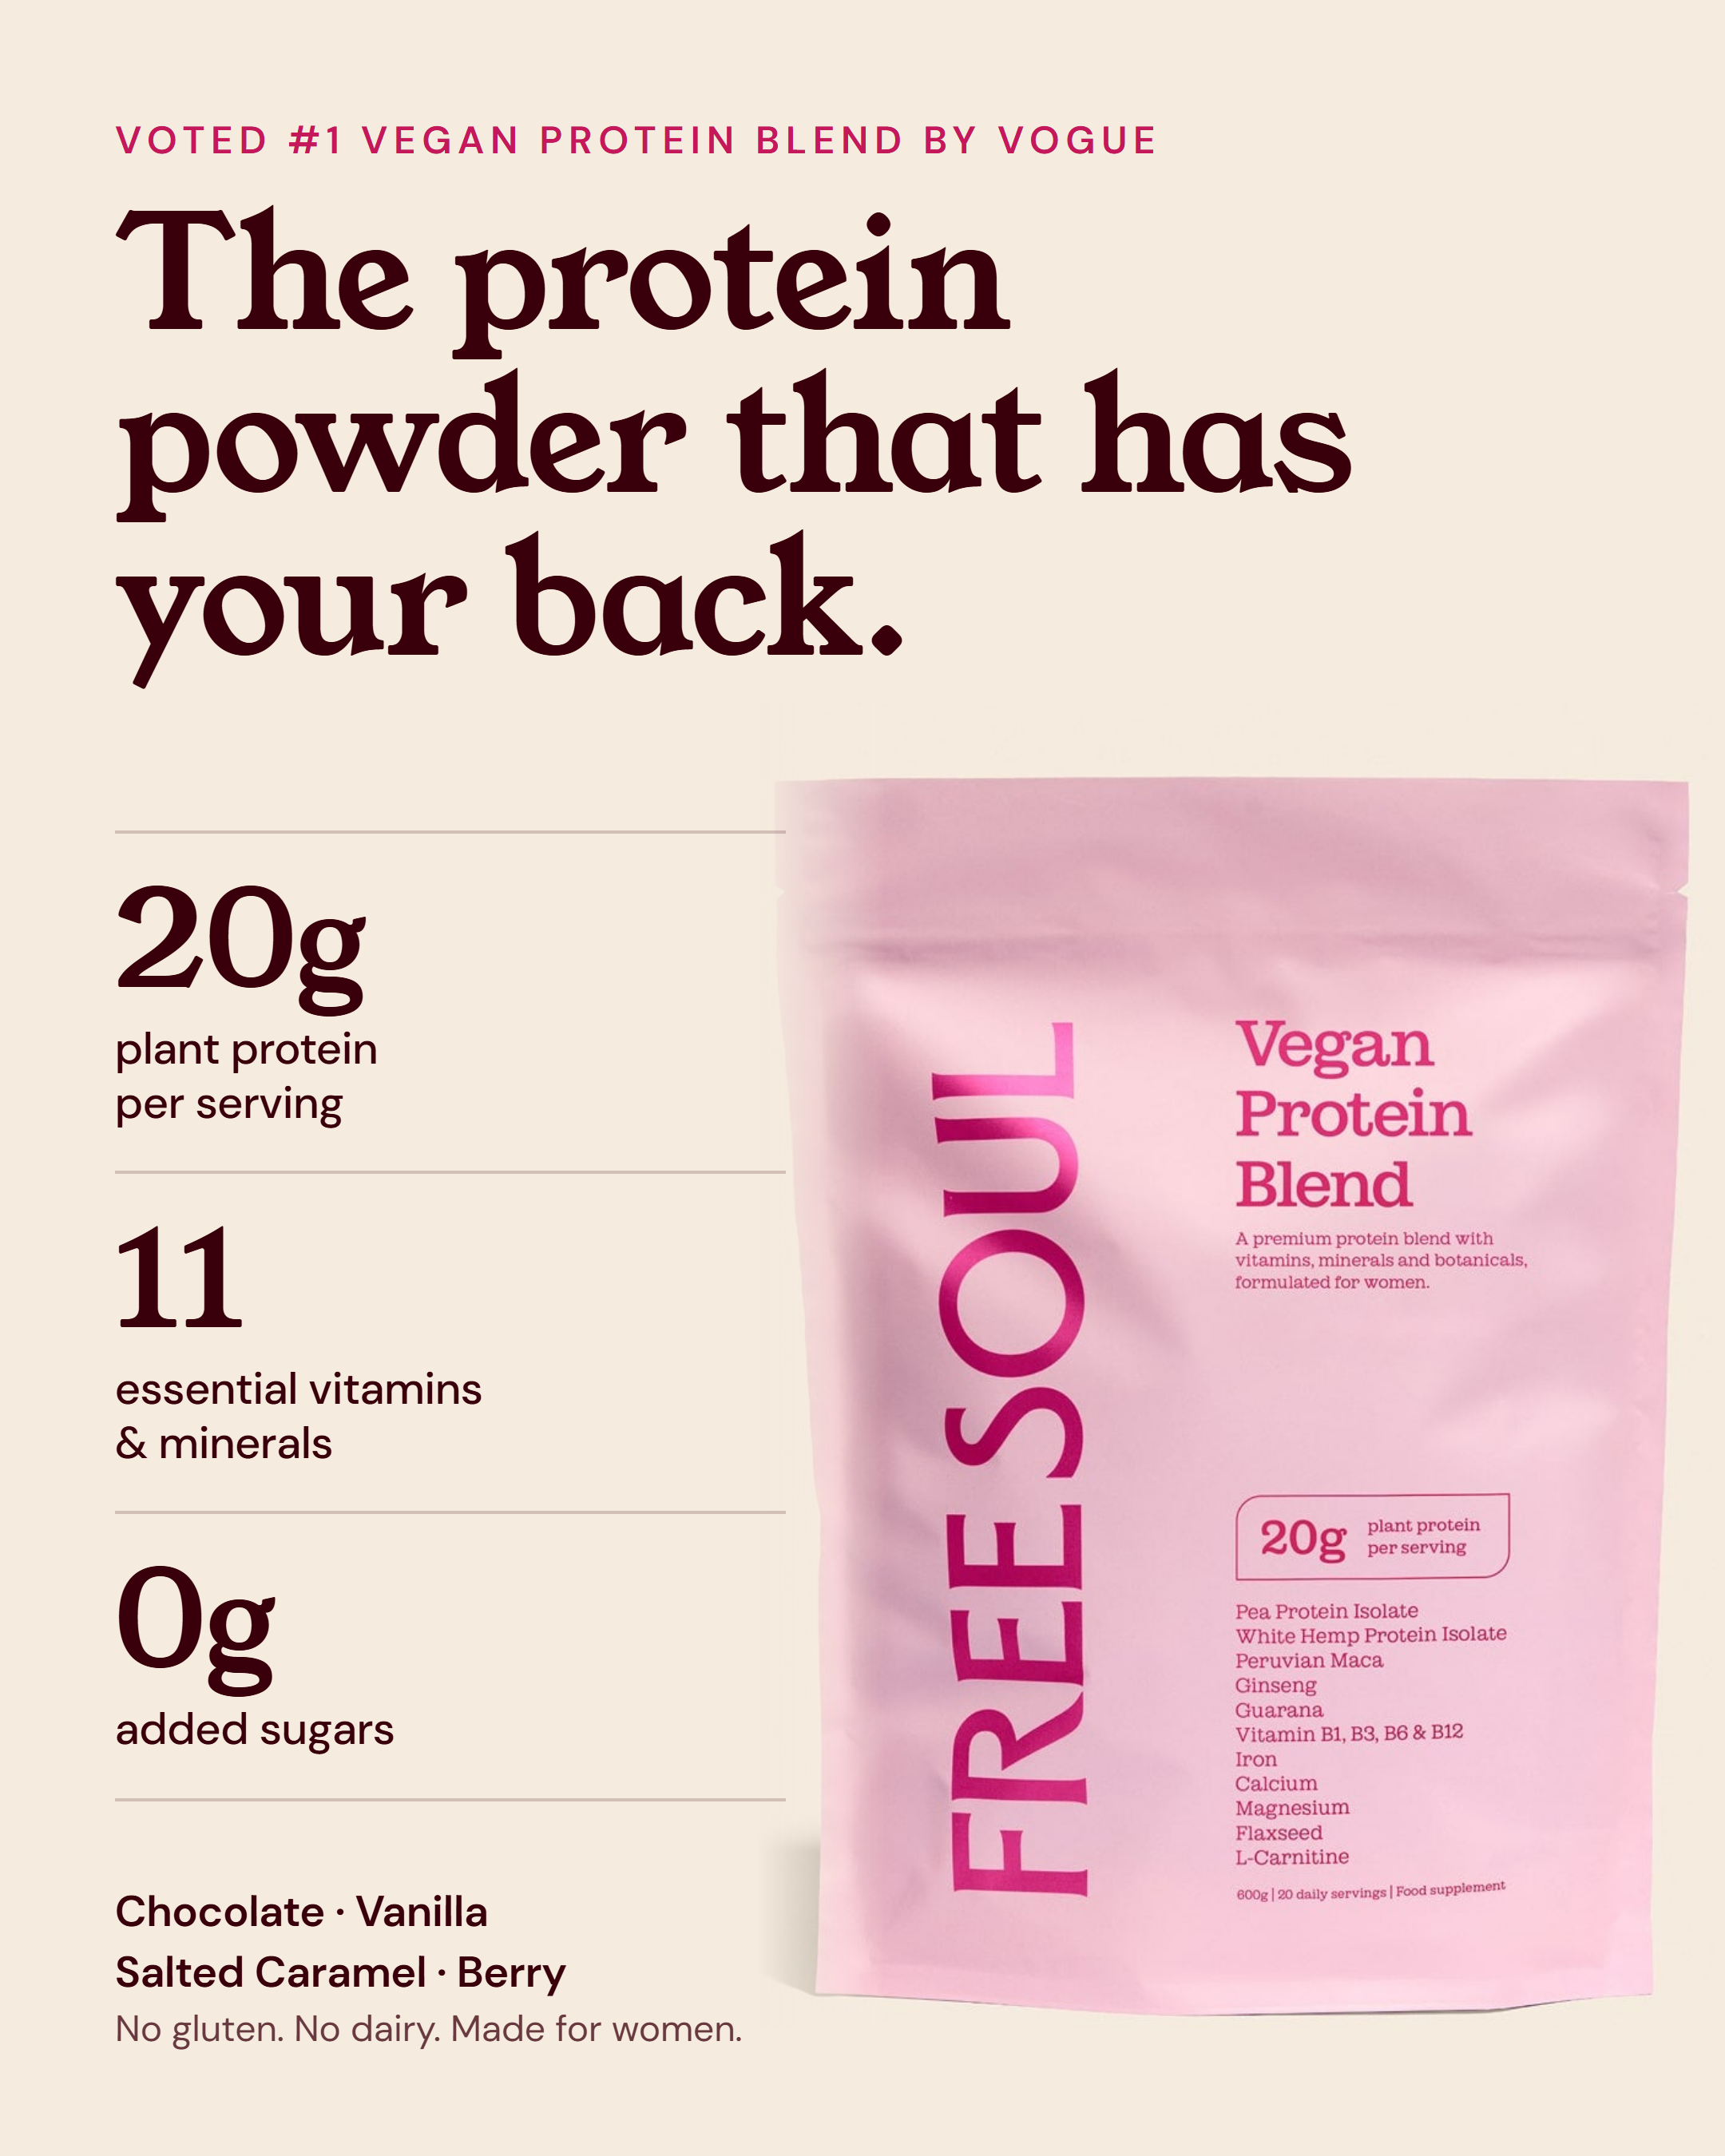 VOTED #1 VEGAN PROTEIN BLEND BY VOGUE
The protein
powder that has
your back.
20g
plant protein
per serving
11
essential vitamins
& minerals
0g
added sugars
Chocolate · Vanilla
Salted Caramel · Berry
No gluten. No dairy. Made for women.
FREE SOUL
Vegan
Protein
Blend
A premium protein blend with
vitamins, minerals and botanicals,
formulated for women.
20g
plant protein
per serving
Pea Protein Isolate
White Hemp Protein Isolate
Peruvian Maca
Ginseng
Guarana
Vitamin B1, B3, B6 & B12
Iron
Calcium
Magnesium
Flaxseed
L-Carnitine
600g | 20 daily servings | Food supplement